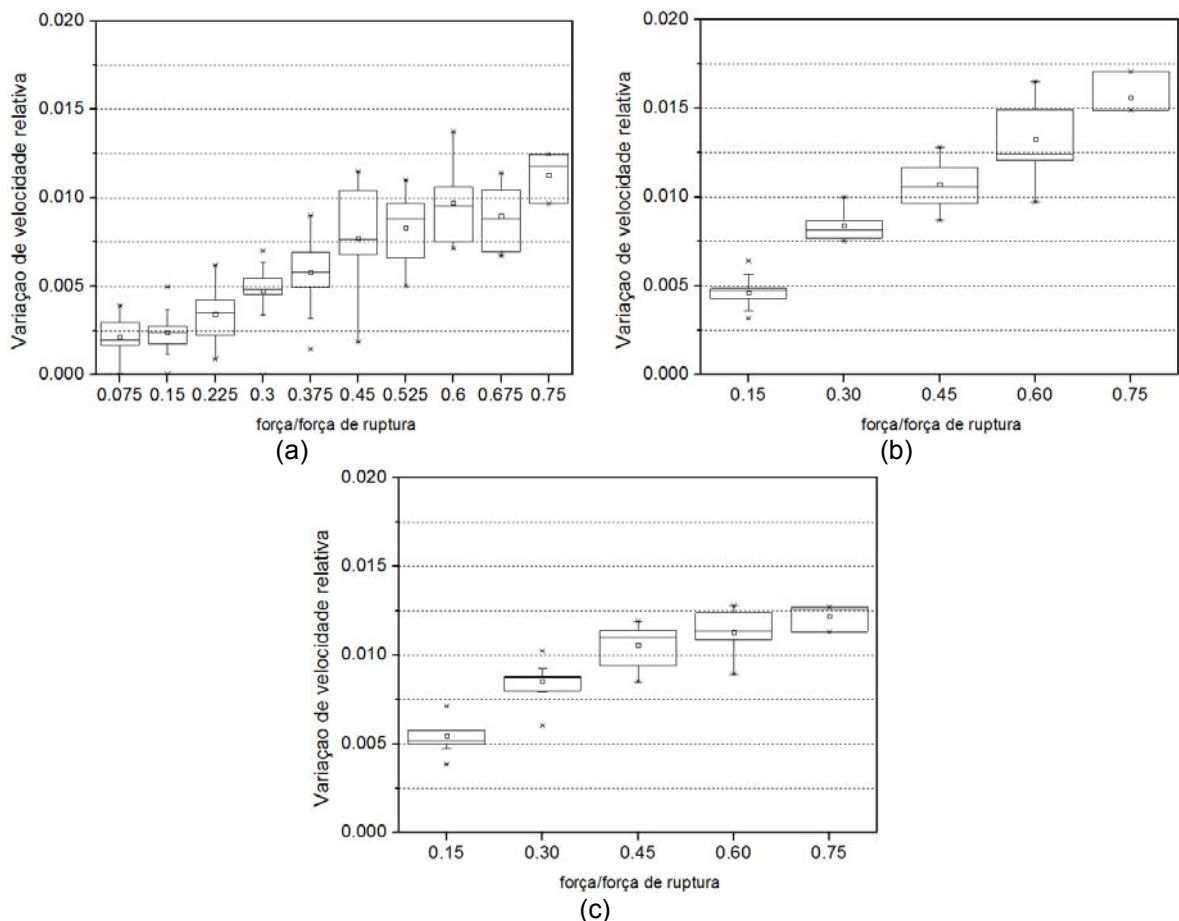 0.020
0.015
0.010
0.005
0.000
Variaçao de velocidade relativa
0.075 0.15 0.225 0.3 0.375 0.45 0.525 0.6 0.675 0.75
força/força de ruptura
(a)
0.020
0.015
0.010
0.005
0.000
Variaçao de velocidade relativa
0.15 0.30 0.45 0.60 0.75
força/força de ruptura
(b)
0.020
0.015
0.010
0.005
0.000
Variaçao de velocidade relativa
0.15 0.30 0.45 0.60 0.75
força/força de ruptura
(c)